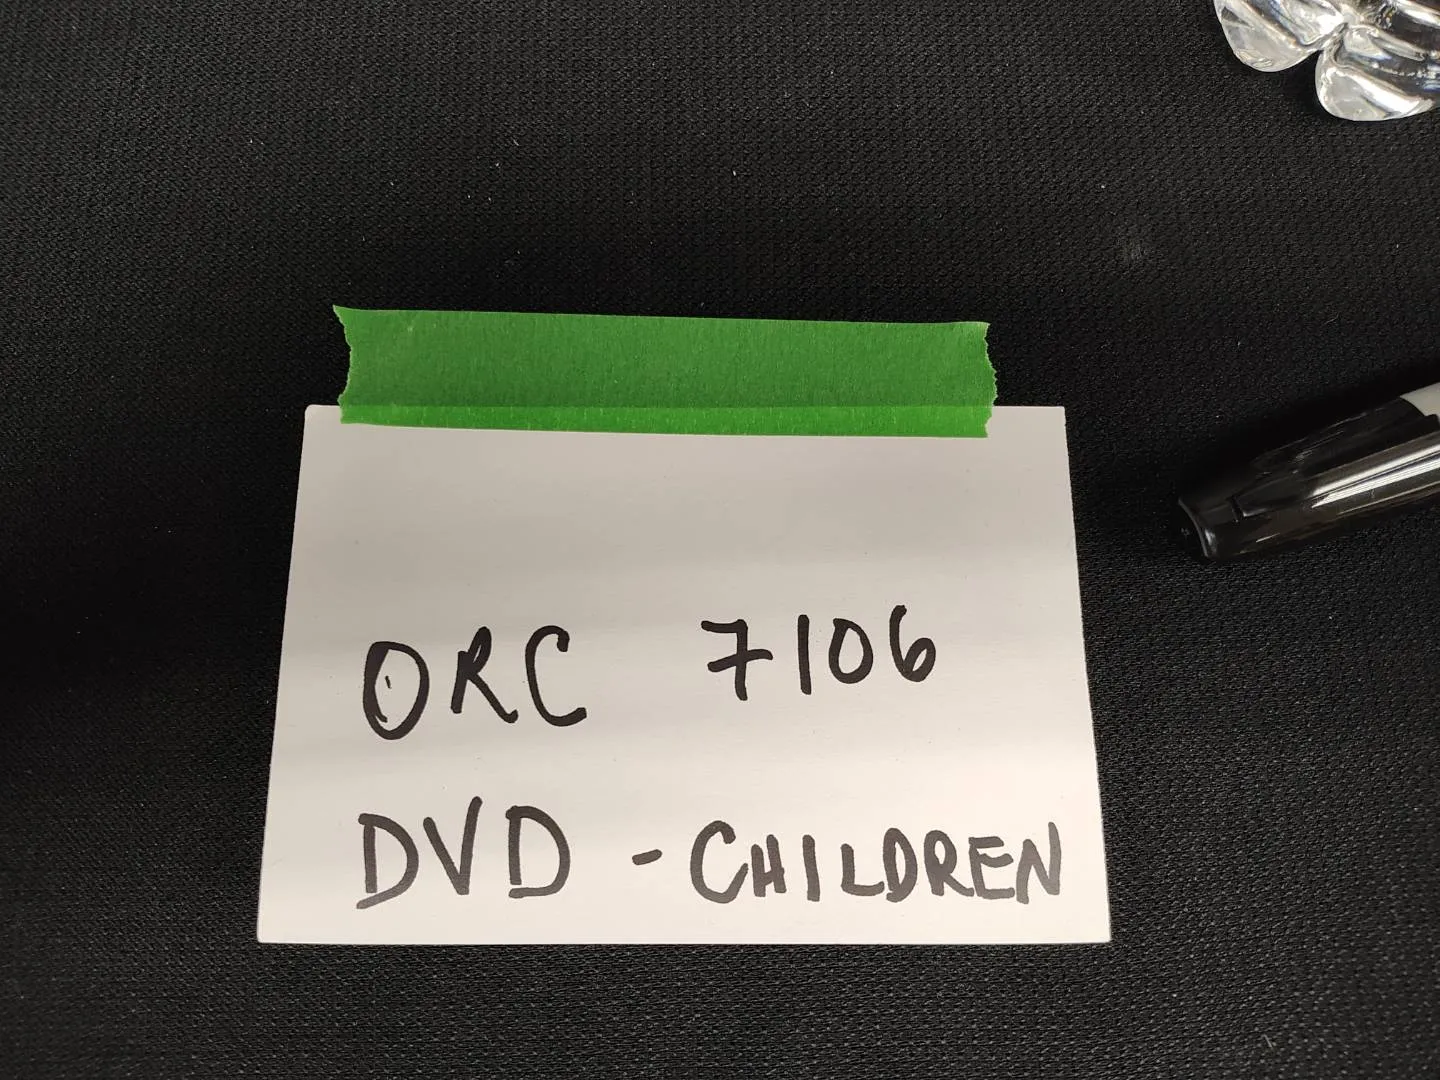 ORC 7106
DVD - CHILDREN